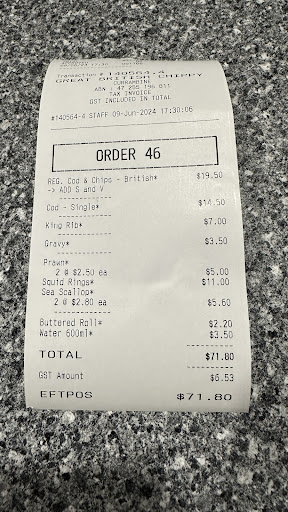 Transaction # 140564.4
GREAT BRITISH CHIPPY
CURRAMBINE
ABN : 47 255 196 011
TAX INVOICE
GST INCLUDED IN TOTAL
#140564-4 STAFF 09-Jun-2024 17:30:06
ORDER 46
REG. Cod & Chips - British* $19.50
-> ADD S and V
Cod - Single* $14.50
King Rib* $7.00
Gravy* $3.50
Prawn*
2 @ $2.50 ea $5.00
Squid Rings* $11.00
Sea Scallop*
2 @ $2.80 ea $5.60
Buttered Roll* $2.20
Water 600ml* $3.50
TOTAL $71.80
GST Amount $6.53
EFTPOS $71.80